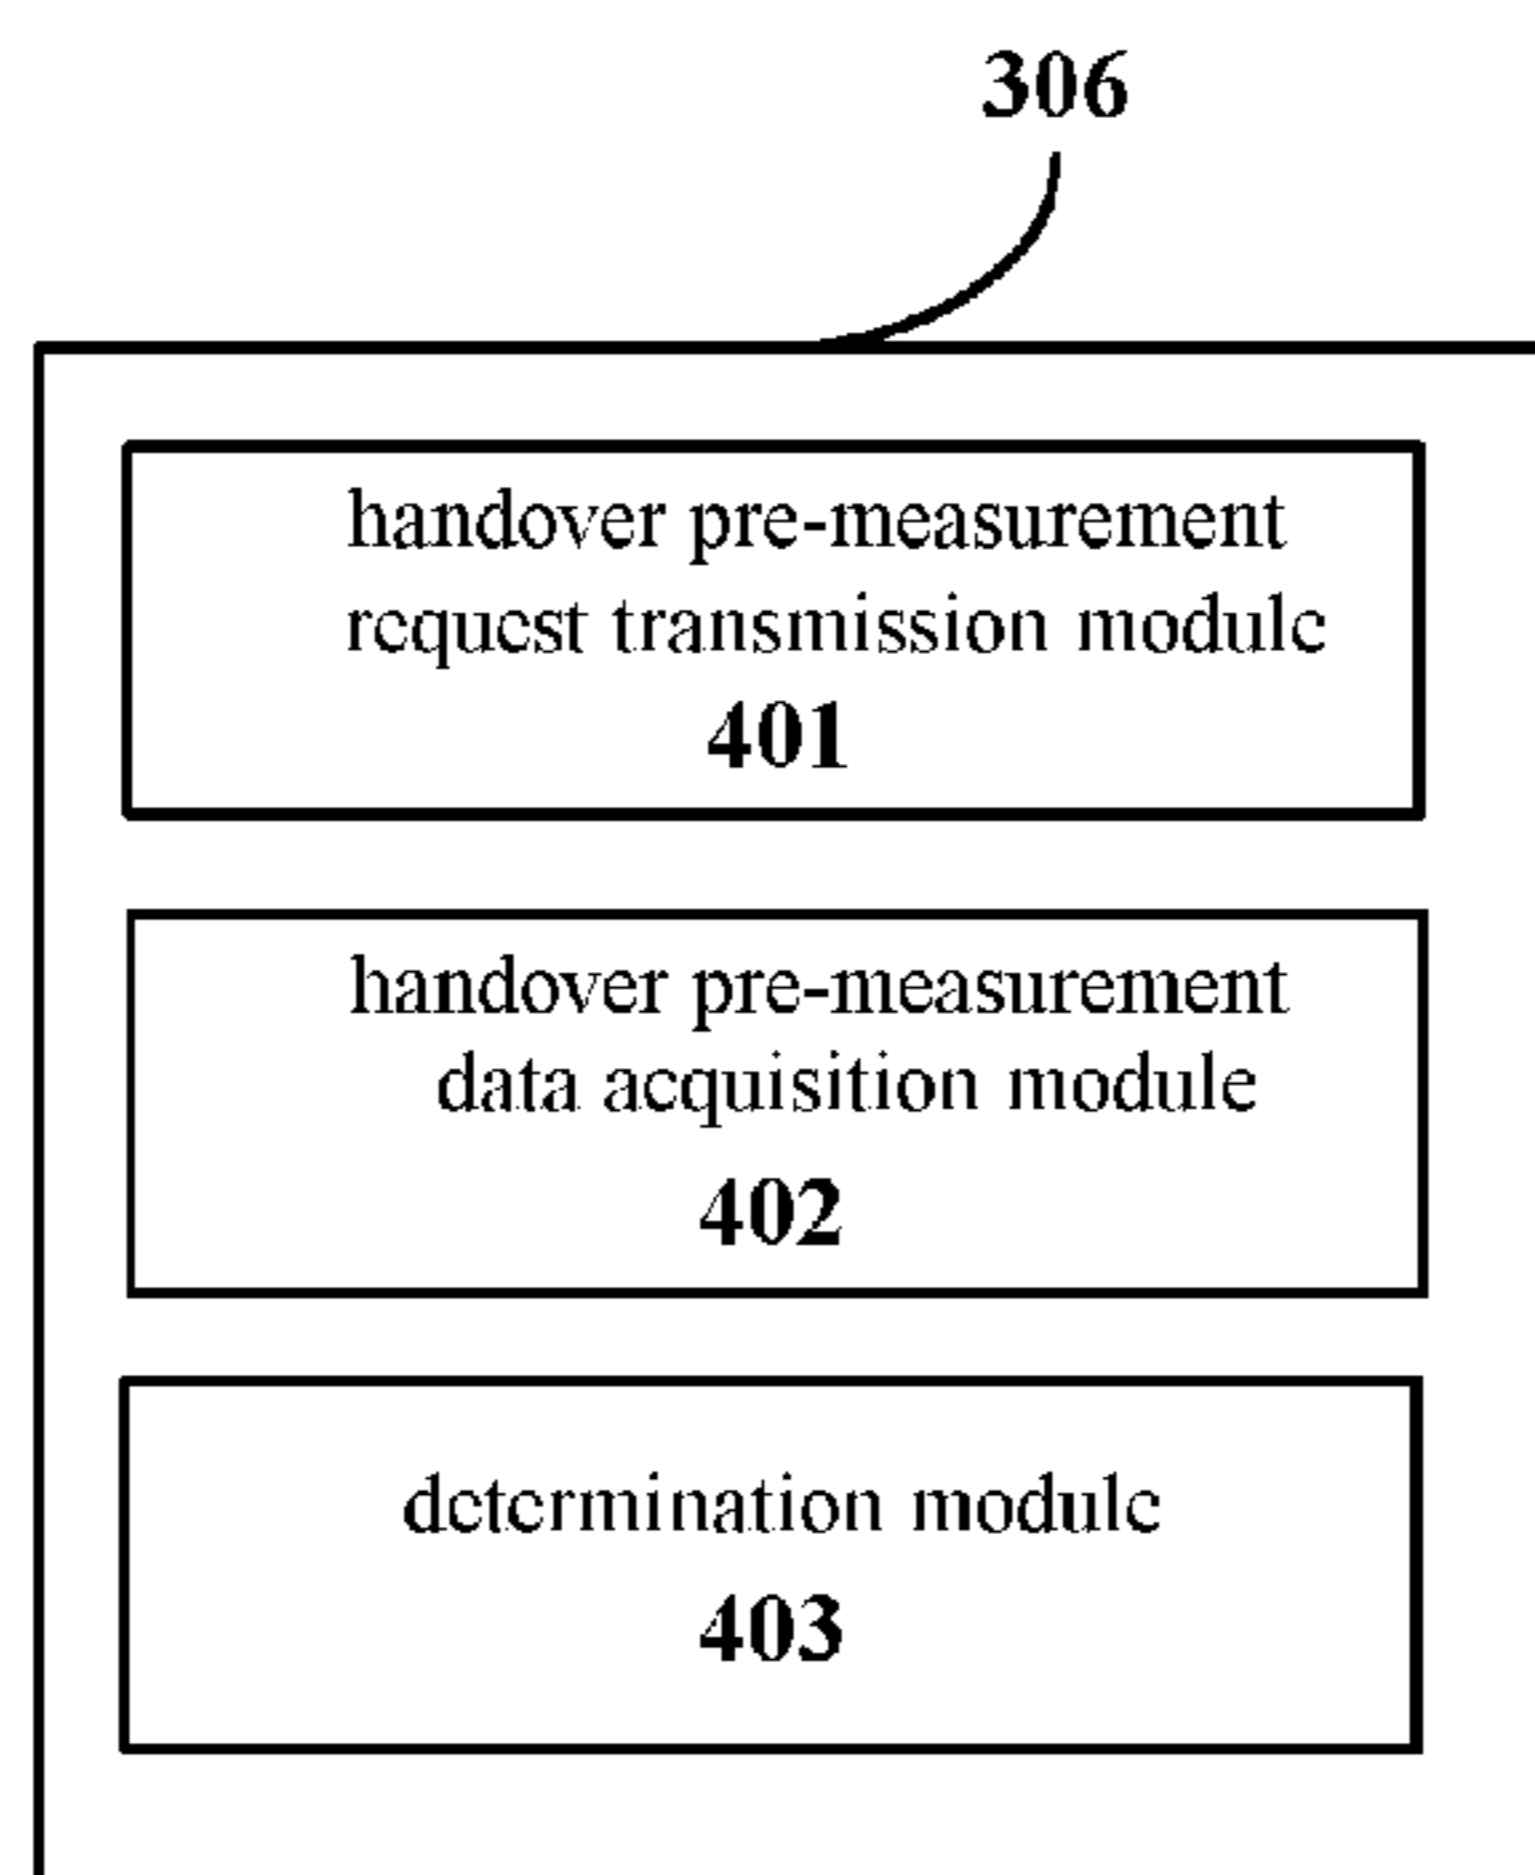 306
handover pre-measurement
request transmission module
401
handover pre-measurement
data acquisition module
402
determination module
403